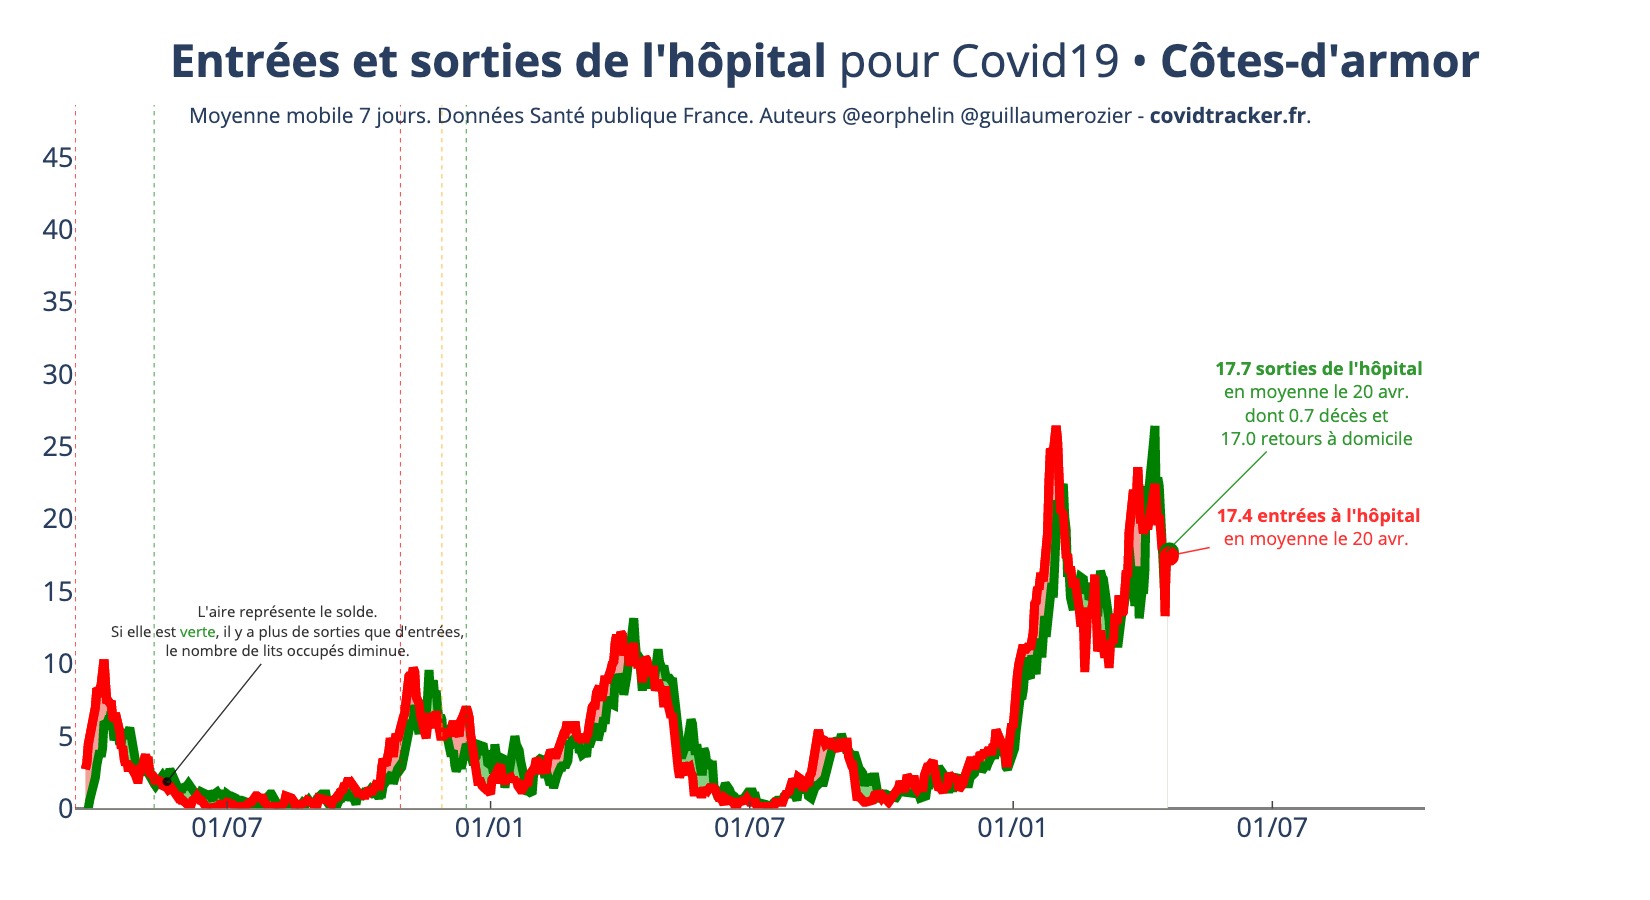 Entrées et sorties de l'hôpital pour Covid19 • Côtes-d'armor
Moyenne mobile 7 jours. Données Santé publique France. Auteurs @eorphelin @guillaumerozier - covidtracker.fr.
45
40
35
30
25
20
15
10
5
0
17.7 sorties de l'hôpital
en moyenne le 20 avr.
dont 0.7 décès et
17.0 retours à domicile
17.4 entrées à l'hôpital
en moyenne le 20 avr.
L'aire représente le solde.
Si elle est verte, il y a plus de sorties que d'entrées,
le nombre de lits occupés diminue.
01/07
01/01
01/07
01/01
01/07